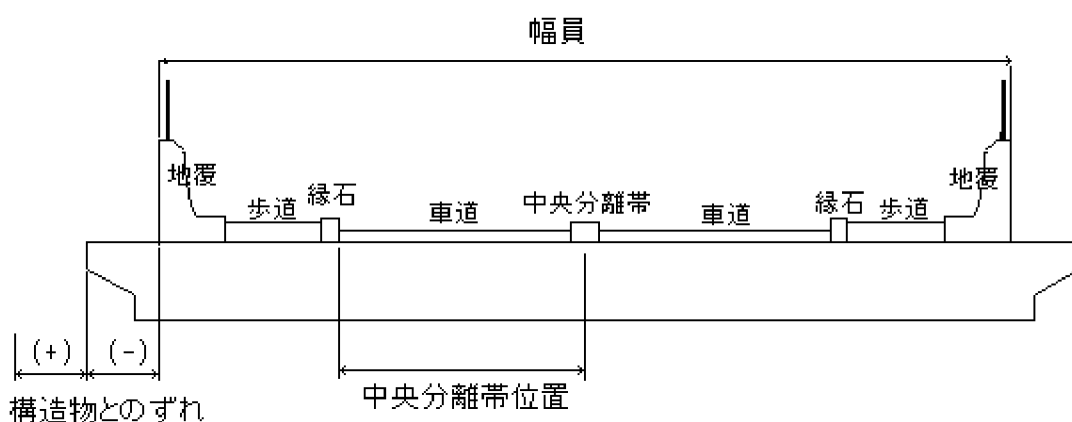 幅員
地覆
歩道
縁石
車道
中央分離帯
車道
縁石
歩道
地覆
(+)
(-)
中央分離帯位置
構造物とのずれ